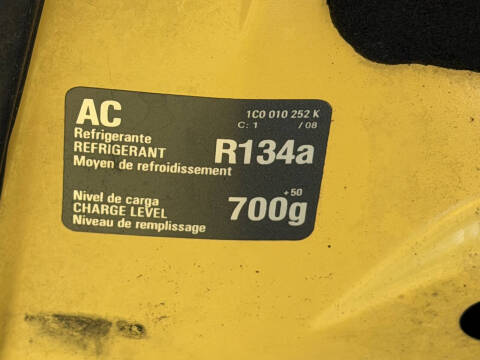 AC
1C0 010 252 K
C: 1 / 08
Refrigerante
REFRIGERANT
Moyen de refroidissement
R134a
Nivel de carga
CHARGE LEVEL
Niveau de remplissage
+50
700g